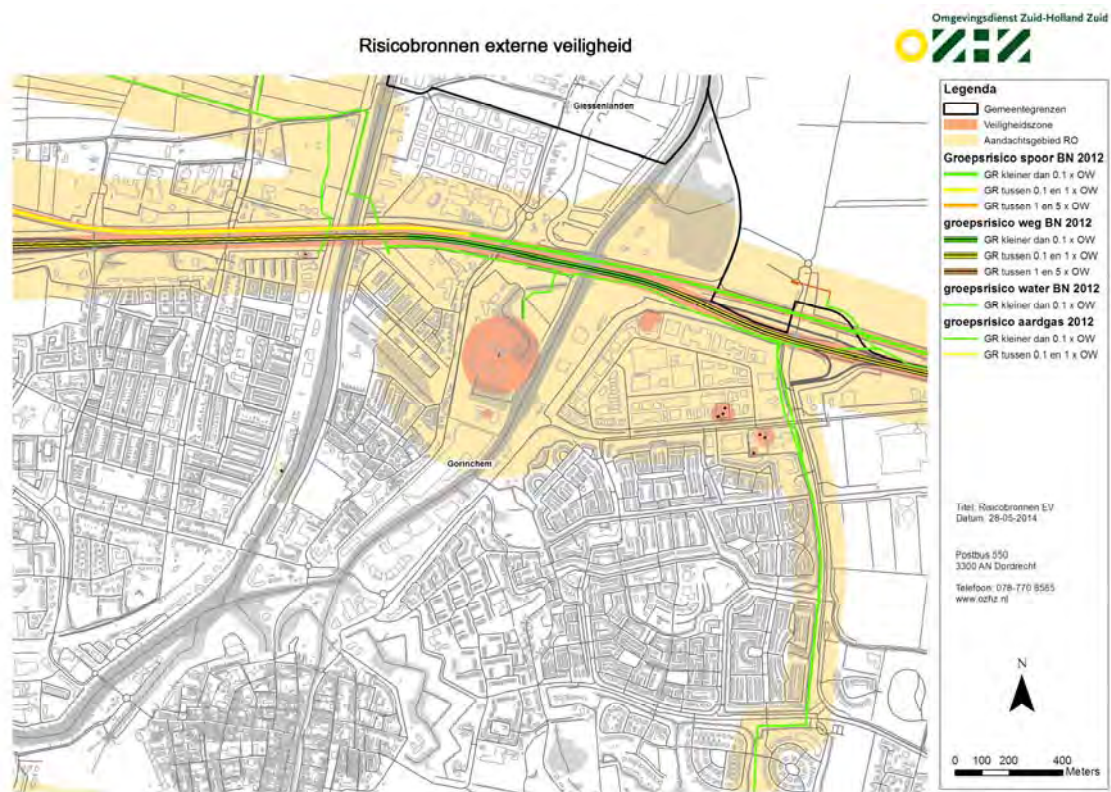 Omgevingsdienst Zuid-Holland Zuid
OZHZ
Risicobronnen externe veiligheid
Giessenlanden
Gorinchem
Legenda
Gemeentegrenzen
Veiligheidszone
Aandachtsgebied RO
Groepsrisico spoor BN 2012
GR kleiner dan 0.1 x OW
GR tussen 0.1 en 1 x OW
GR tussen 1 en 5 x OW
groepsrisico weg BN 2012
GR kleiner dan 0.1 x OW
GR tussen 0.1 en 1 x OW
GR tussen 1 en 5 x OW
groepsrisico water BN 2012
GR kleiner dan 0.1 x OW
groepsrisico aardgas 2012
GR kleiner dan 0.1 x OW
GR tussen 0.1 en 1 x OW
Titel: Risicobronnen EV
Datum: 28-05-2014
Postbus 550
3300 AN Dordrecht
Telefoon: 078-770 8585
www.ozhz.nl
N
0 100 200 400
Meters